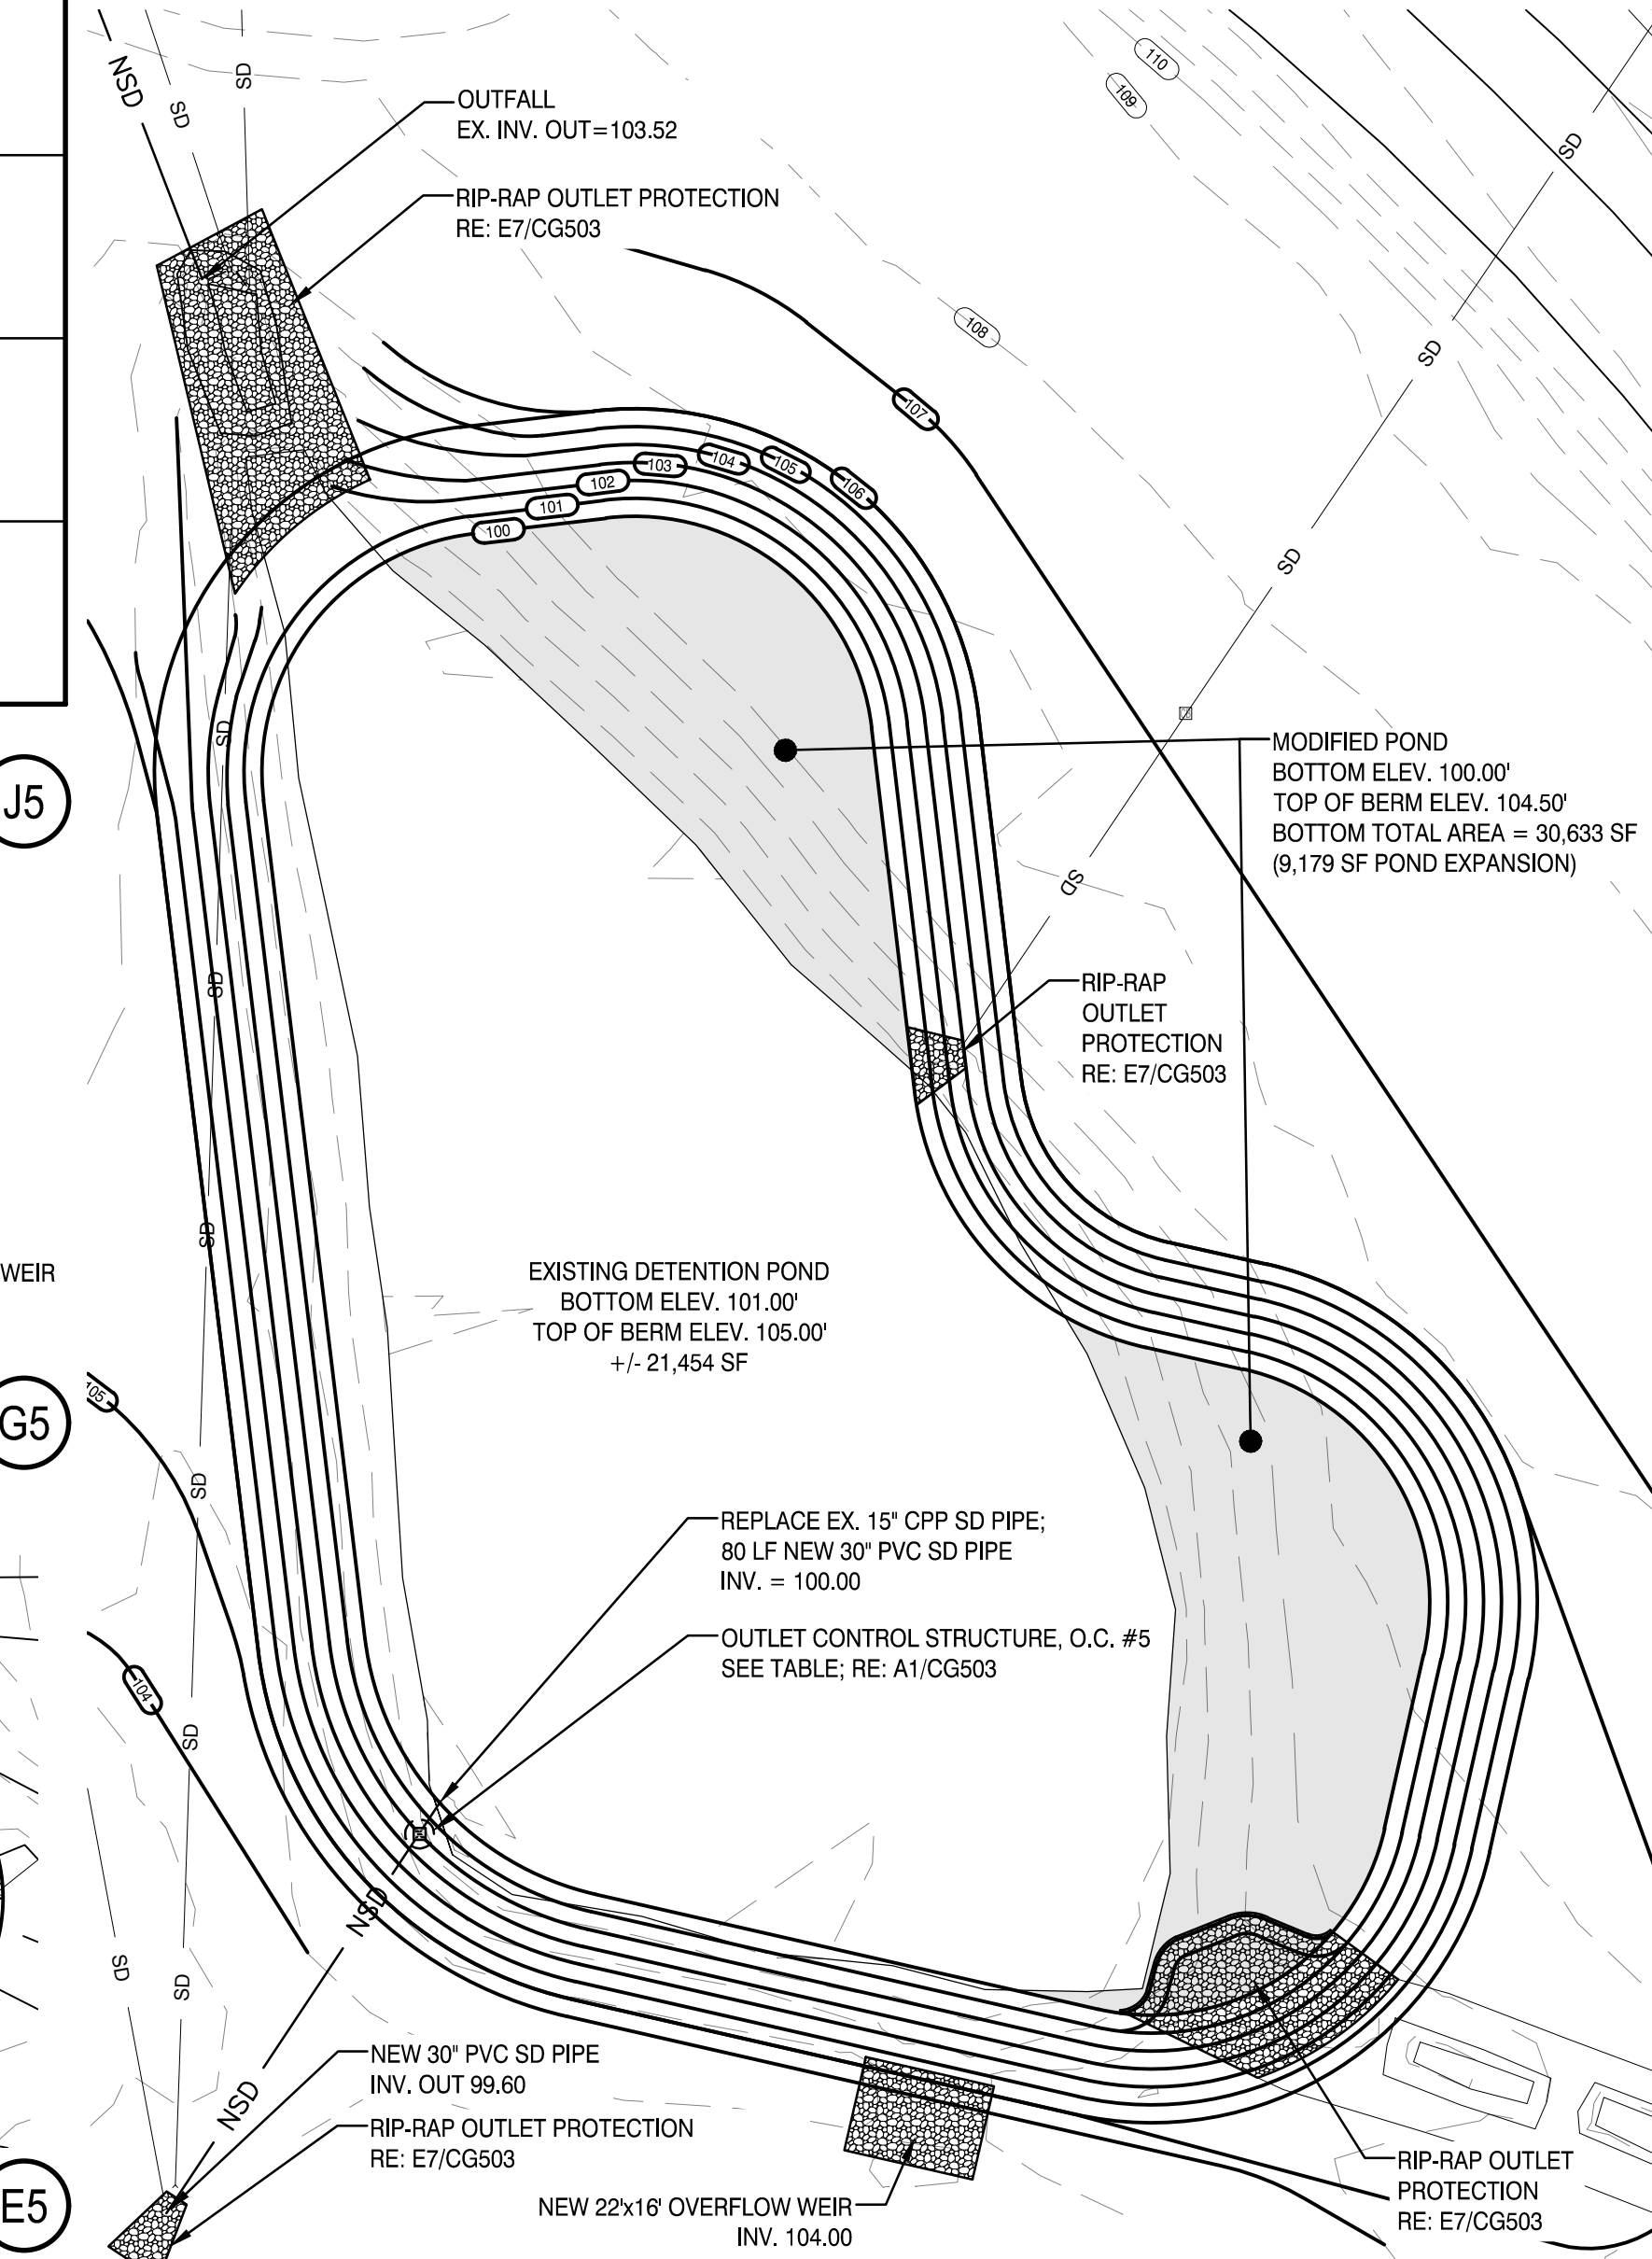 NSD
SD
SD
110
109
SD
OUTFALL
EX. INV. OUT=103.52
RIP-RAP OUTLET PROTECTION
RE: E7/CG503
108
SD
107
106
105
104
103
102
101
100
SD
SD
MODIFIED POND
BOTTOM ELEV. 100.00'
TOP OF BERM ELEV. 104.50'
BOTTOM TOTAL AREA = 30,633 SF
(9,179 SF POND EXPANSION)
J5
SD
SD
RIP-RAP
OUTLET
PROTECTION
RE: E7/CG503
SD
WEIR
EXISTING DETENTION POND
BOTTOM ELEV. 101.00'
TOP OF BERM ELEV. 105.00'
+/- 21,454 SF
105
G5
SD
REPLACE EX. 15" CPP SD PIPE;
80 LF NEW 30" PVC SD PIPE
INV. = 100.00
OUTLET CONTROL STRUCTURE, O.C. #5
SEE TABLE; RE: A1/CG503
104
SD
NSD
SD
SD
NEW 30" PVC SD PIPE
INV. OUT 99.60
NSD
RIP-RAP OUTLET PROTECTION
RE: E7/CG503
RIP-RAP OUTLET
PROTECTION
RE: E7/CG503
E5
NEW 22'x16' OVERFLOW WEIR
INV. 104.00